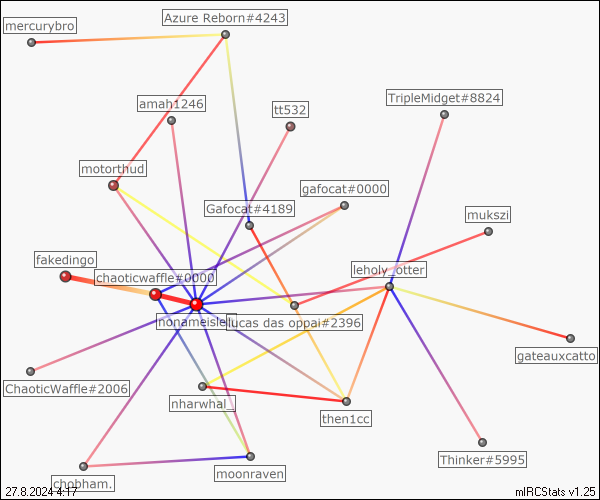 Azure Reborn#4243
mercurybro
TripleMidget#8824
amah1246
tt532
motorthud
gafocat#0000
Gafocat#4189
mukszi
fakedingo
leholy_otter
chaoticwaffle#0000
lucas das oppai#2396
gateauxcatto
ChaoticWaffle#2006
nharwhal_
then1cc
Thinker#5995
moonraven
chobham.
27.8.2024 4:17
mIRCStats v1.25